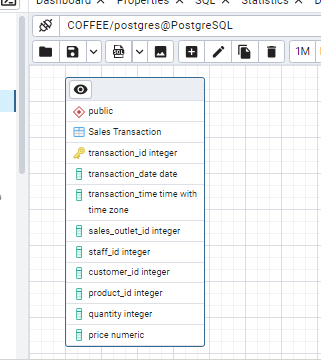 Dashboard Properties SQL Statistics
COFFEE/postgres@PostgreSQL
SQL 1M
public
Sales Transaction
transaction_id integer
transaction_date date
transaction_time time with
time zone
sales_outlet_id integer
staff_id integer
customer_id integer
product_id integer
quantity integer
price numeric